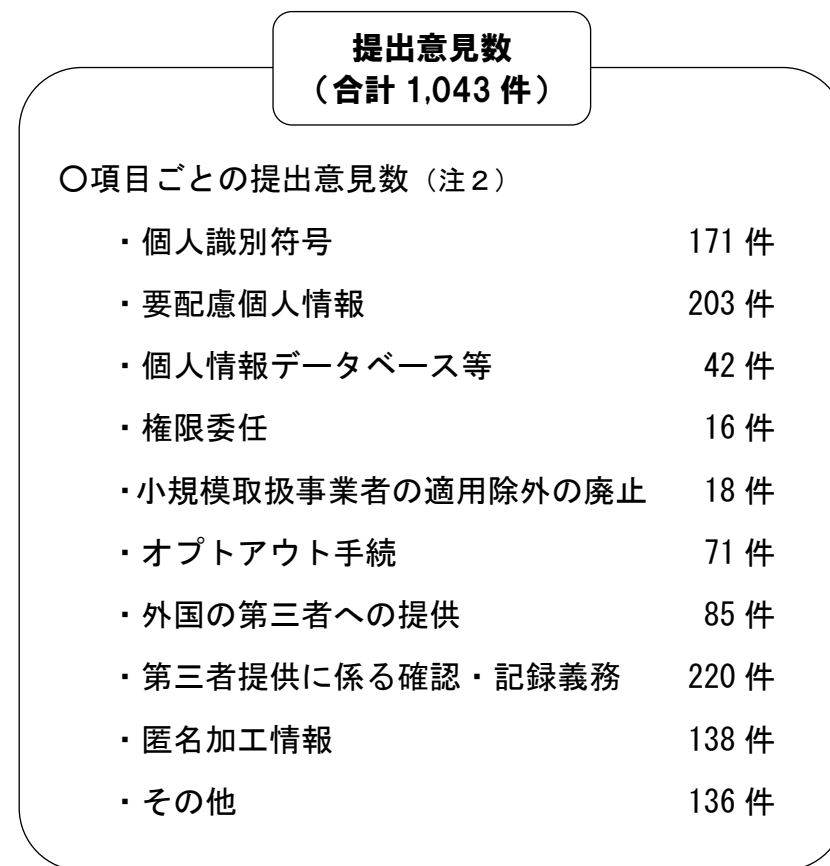 提出意見数
（合計 1,043 件）
○項目ごとの提出意見数（注２）
・個人識別符号 171 件
・要配慮個人情報 203 件
・個人情報データベース等 42 件
・権限委任 16 件
・小規模取扱事業者の適用除外の廃止 18 件
・オプトアウト手続 71 件
・外国の第三者への提供 85 件
・第三者提供に係る確認・記録義務 220 件
・匿名加工情報 138 件
・その他 136 件